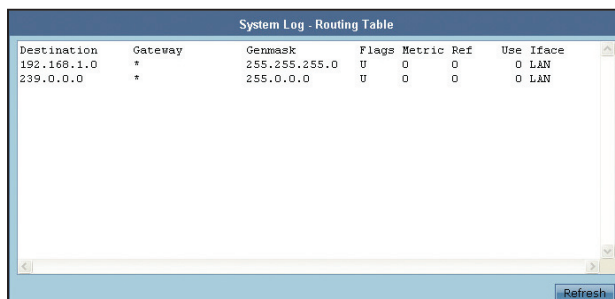 System Log - Routing Table
Destination Gateway Genmask Flags Metric Ref Use Iface
192.168.1.0 * 255.255.255.0 U 0 0 0 LAN
239.0.0.0 * 255.0.0.0 U 0 0 0 LAN
Refresh